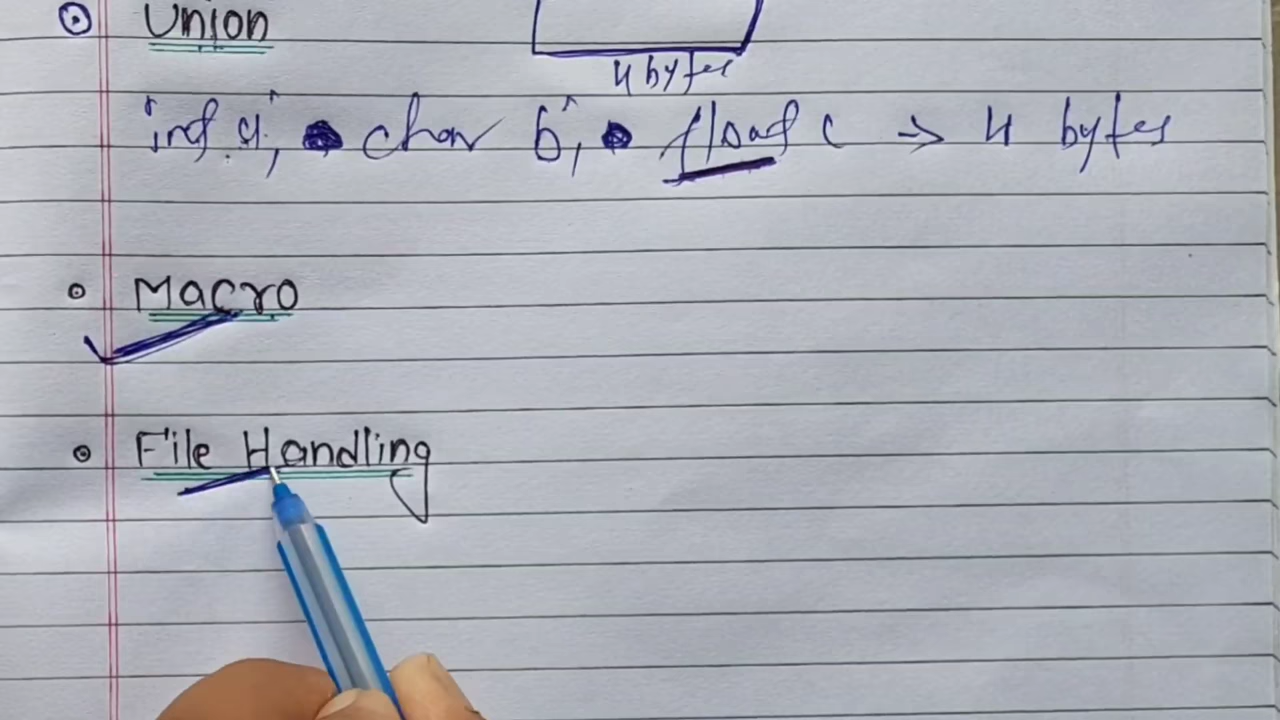 Union
4 bytes
int a, char b, float c → 4 bytes
Macro
File Handling